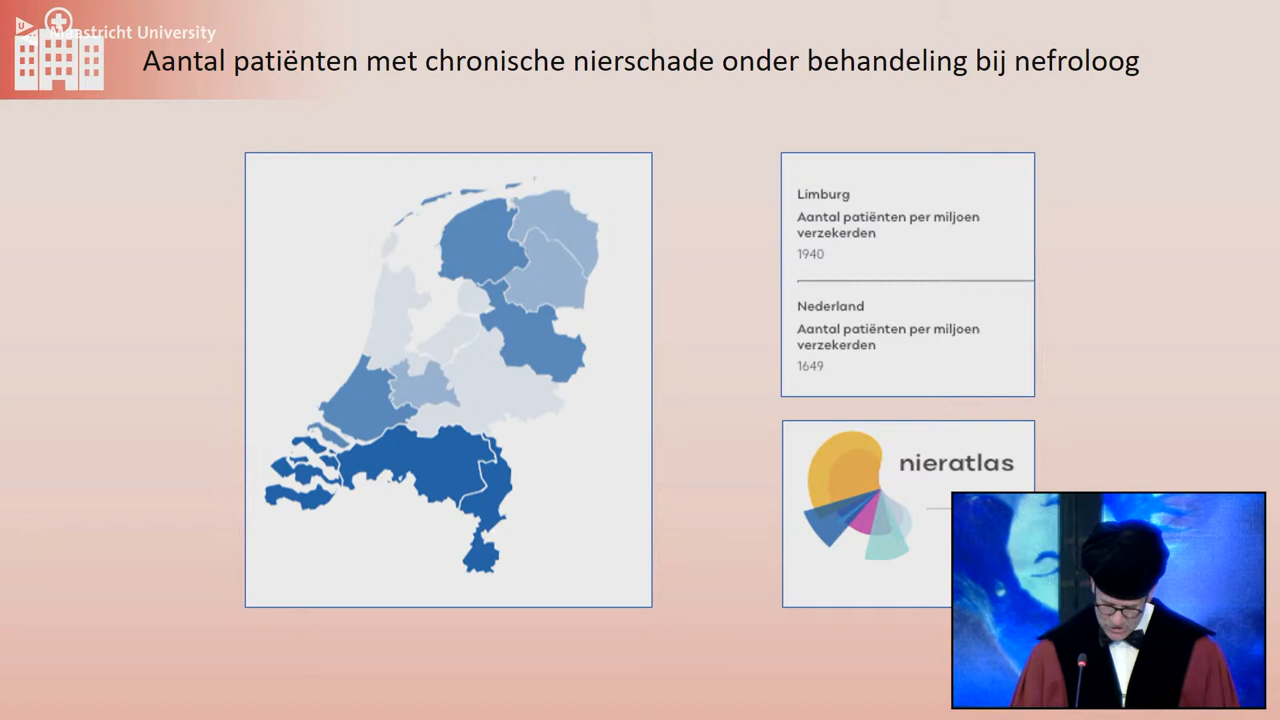 Maastricht University
Aantal patiënten met chronische nierschade onder behandeling bij nefroloog
Limburg
Aantal patiënten per miljoen
verzekerden
1940
Nederland
Aantal patiënten per miljoen
verzekerden
1649
nieratlas